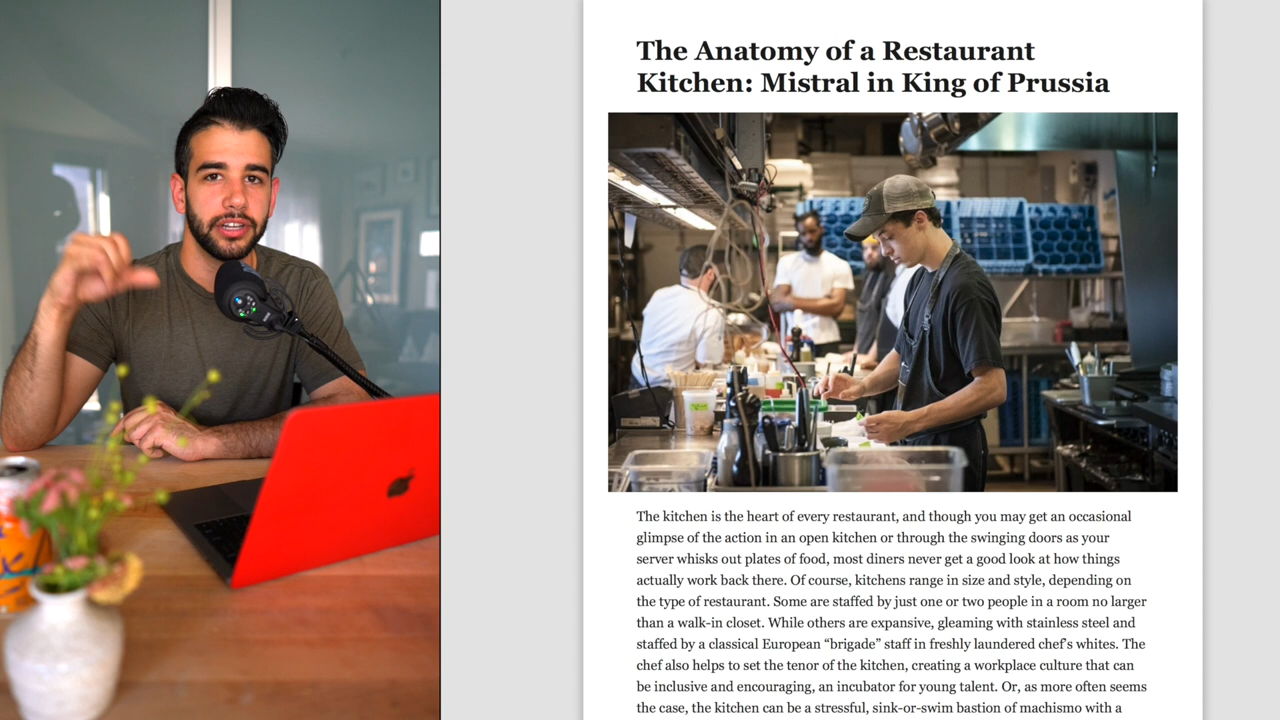 The Anatomy of a Restaurant
Kitchen: Mistral in King of Prussia
The kitchen is the heart of every restaurant, and though you may get an occasional
glimpse of the action in an open kitchen or through the swinging doors as your
server whisks out plates of food, most diners never get a good look at how things
actually work back there. Of course, kitchens range in size and style, depending on
the type of restaurant. Some are staffed by just one or two people in a room no larger
than a walk-in closet. While others are expansive, gleaming with stainless steel and
staffed by a classical European “brigade” staff in freshly laundered chef’s whites. The
chef also helps to set the tenor of the kitchen, creating a workplace culture that can
be inclusive and encouraging, an incubator for young talent. Or, as more often seems
the case, the kitchen can be a stressful, sink-or-swim bastion of machismo with a